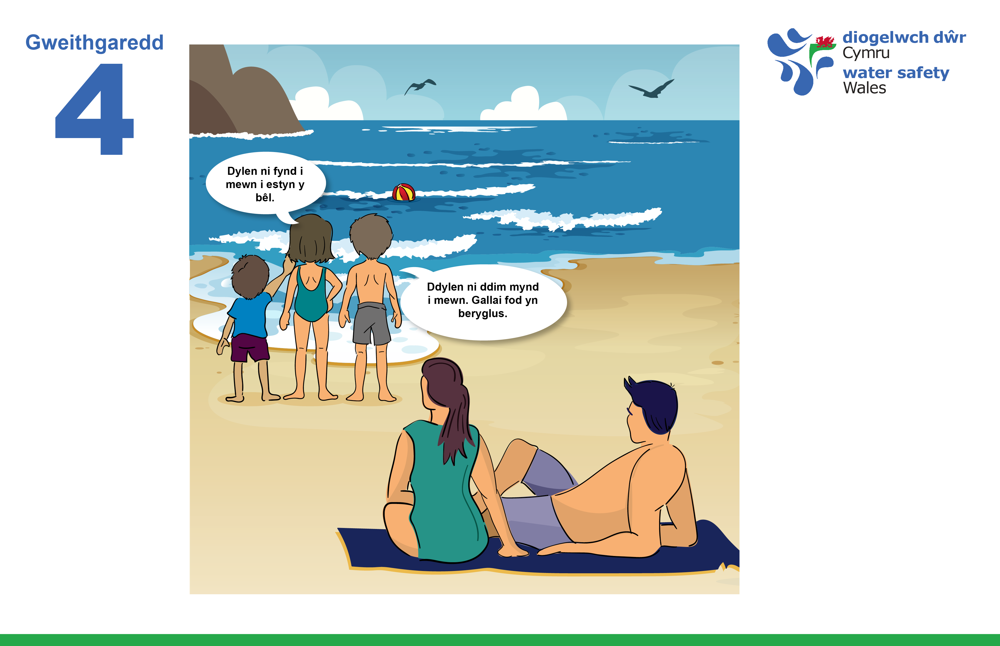 Gweithgaredd
4
diogelwch dŵr
Cymru
water safety
Wales
Dylen ni fynd i
mewn i estyn y
bêl.
Ddylen ni ddim mynd
i mewn. Gallai fod yn
beryglus.